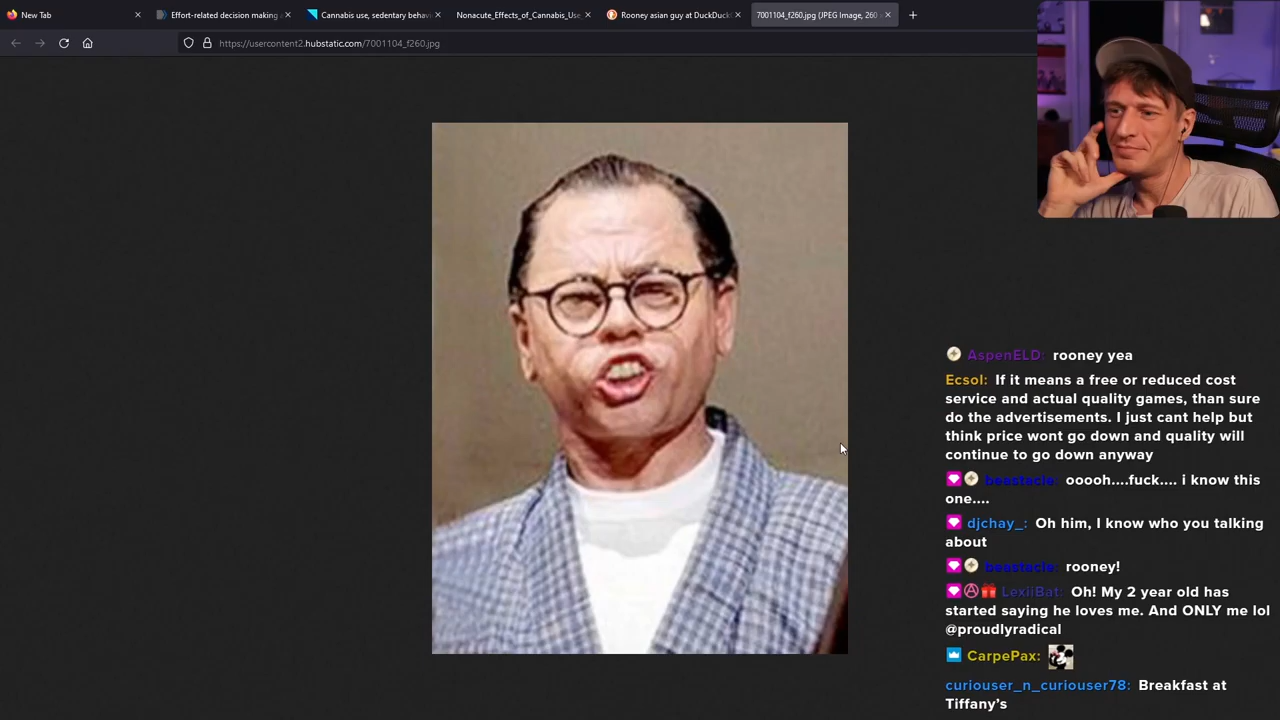 New Tab
Effort-related decision making a
Cannabis use, sedentary behavi
Nonacute_Effects_of_Cannabis_Use_
Rooney asian guy at DuckDuck
7001104_f260.jpg (JPEG Image, 260
https://usercontent2.hubstatic.com/7001104_f260.jpg
AspenELD: rooney yea
Ecsol: If it means a free or reduced cost
service and actual quality games, than sure
do the advertisements. I just cant help but
think price wont go down and quality will
continue to go down anyway
beastacle: ooooh....fuck.... i know this
one....
djchay_: Oh him, I know who you talking
about
beastacle: rooney!
LexiiBat: Oh! My 2 year old has
started saying he loves me. And ONLY me lol
@proudlyradical
CarpePax:
curiouser_n_curiouser78: Breakfast at
Tiffany's